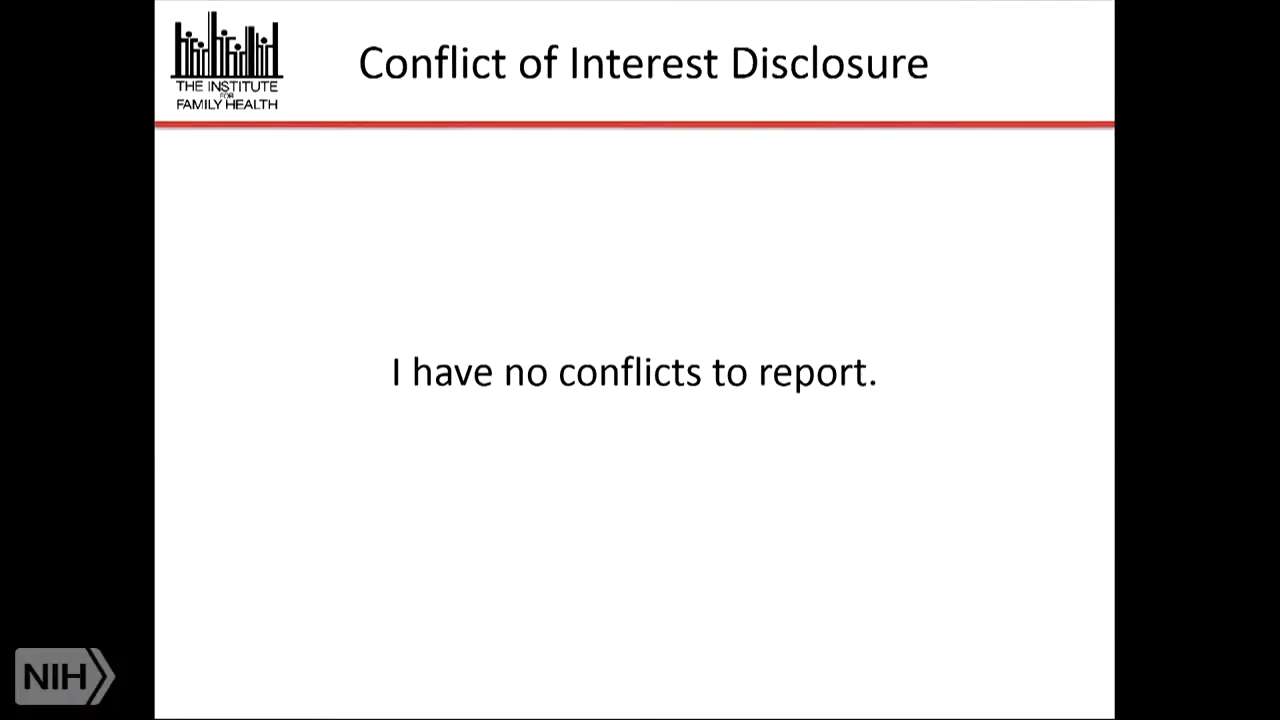 THE INSTITUTE
FOR
FAMILY HEALTH
Conflict of Interest Disclosure
I have no conflicts to report.
NIH